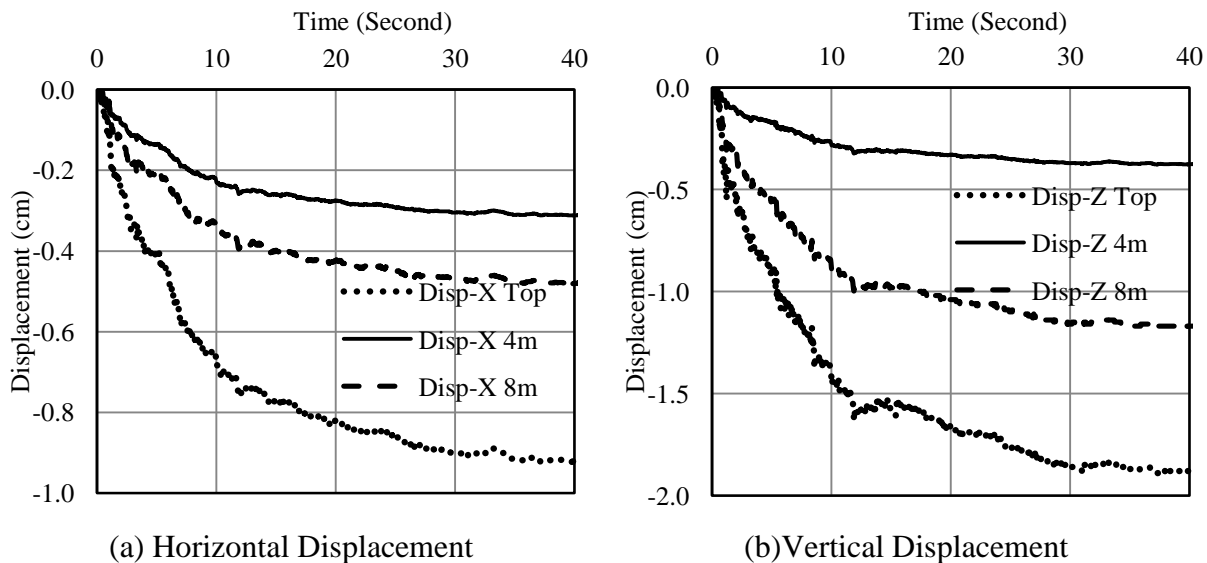 Time (Second)
0 10 20 30 40
0.0
-0.2
-0.4
-0.6
-0.8
-1.0
Displacement (cm)
Disp-X Top
Disp-X 4m
Disp-X 8m
(a) Horizontal Displacement
Time (Second)
0 10 20 30 40
0.0
-0.5
-1.0
-1.5
-2.0
Displacement (cm)
Disp-Z Top
Disp-Z 4m
Disp-Z 8m
(b)Vertical Displacement